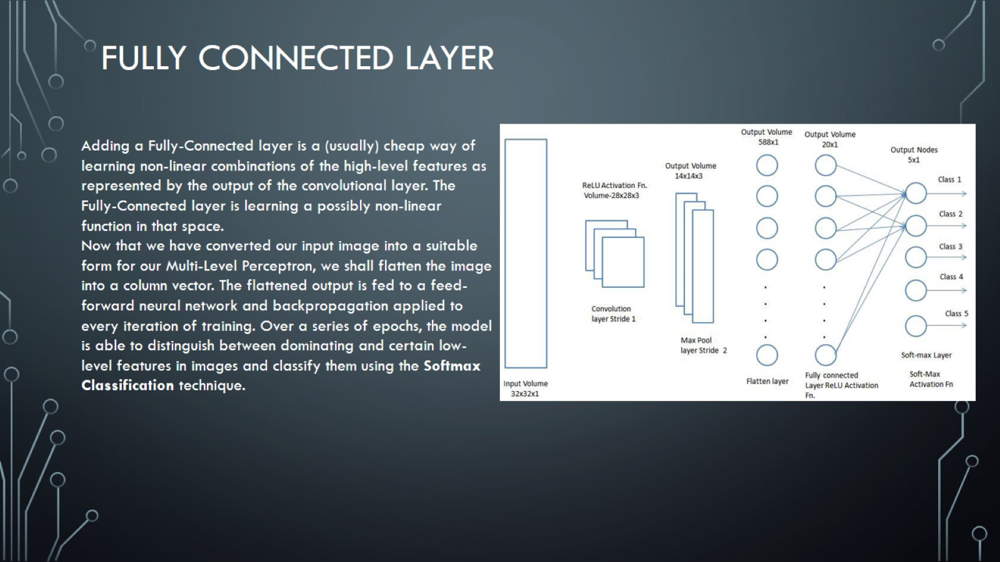 FULLY CONNECTED LAYER
Adding a Fully-Connected layer is a (usually) cheap way of
learning non-linear combinations of the high-level features as
represented by the output of the convolutional layer. The
Fully-Connected layer is learning a possibly non-linear
function in that space.
Now that we have converted our input image into a suitable
form for our Multi-Level Perceptron, we shall flatten the image
into a column vector. The flattened output is fed to a feed-
forward neural network and backpropagation applied to
every iteration of training. Over a series of epochs, the model
is able to distinguish between dominating and certain low-
level features in images and classify them using the Softmax
Classification technique.
Input Volume
32x32x1
ReLU Activation Fn.
Volume-28x28x3
Convolution
layer Stride 1
Output Volume
14x14x3
Max Pool
layer Stride 2
Output Volume
588x1
Flatten layer
Output Volume
20x1
Fully connected
Layer ReLU Activation
Fn.
Output Nodes
5x1
Class 1
Class 2
Class 3
Class 4
Class 5
Soft-max Layer
Soft-Max
Activation Fn